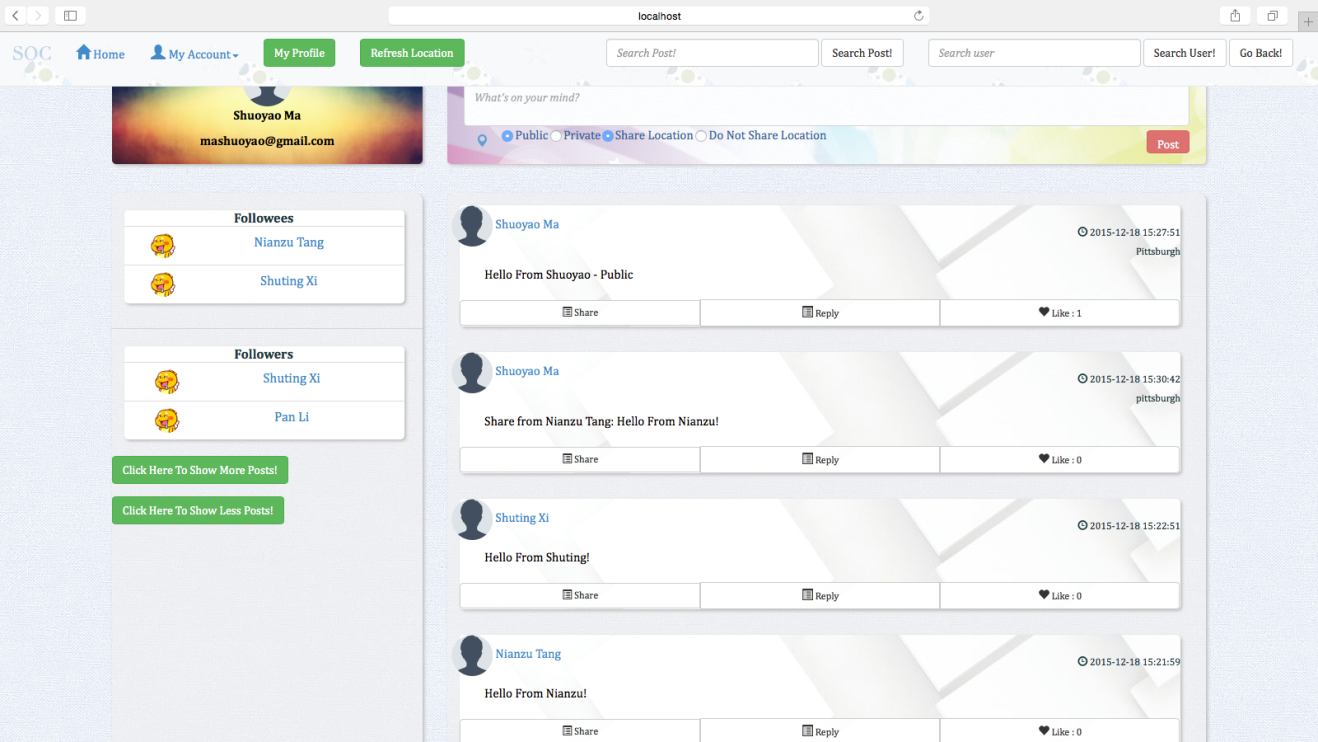 localhost
SOC Home My Account My Profile Refresh Location Search Post! Search Post! Search user Search User! Go Back!
Shuoyao Ma
mashuoyao@gmail.com
What's on your mind?
Public Private Share Location Do Not Share Location
Post
Followees
Nianzu Tang
Shuting Xi
Followers
Shuting Xi
Pan Li
Click Here To Show More Posts!
Click Here To Show Less Posts!
Shuoyao Ma
2015-12-18 15:27:51
Pittsburgh
Hello From Shuoyao - Public
Share Reply Like : 1
Shuoyao Ma
2015-12-18 15:30:42
pittsburgh
Share from Nianzu Tang: Hello From Nianzu!
Share Reply Like : 0
Shuting Xi
2015-12-18 15:22:51
Hello From Shuting!
Share Reply Like : 0
Nianzu Tang
2015-12-18 15:21:59
Hello From Nianzu!
Share Reply Like : 0